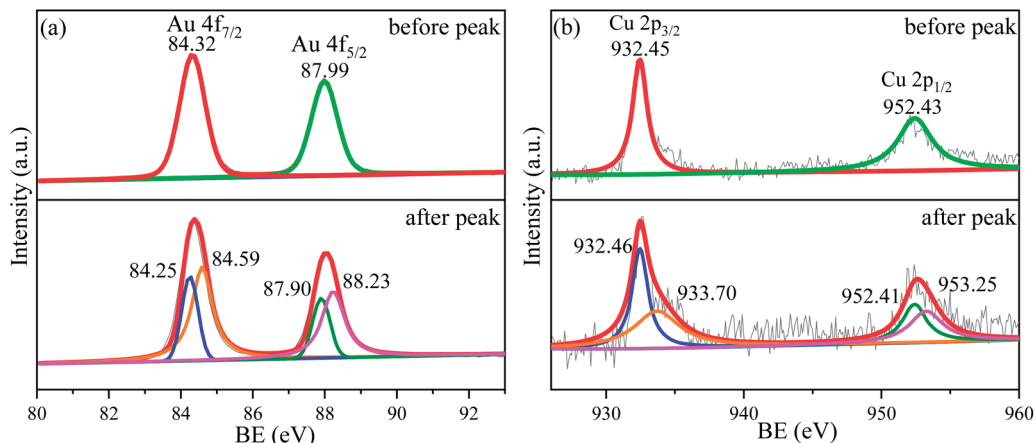 (a)
Au 4f7/2
84.32
Au 4f5/2
87.99
before peak
after peak
84.25
84.59
87.90
88.23
Intensity (a.u.)
80 82 84 86 88 90 92
BE (eV)
(b)
Cu 2p3/2
932.45
before peak
Cu 2p1/2
952.43
after peak
932.46
933.70
952.41
953.25
Intensity (a.u.)
930 940 950 960
BE (eV)